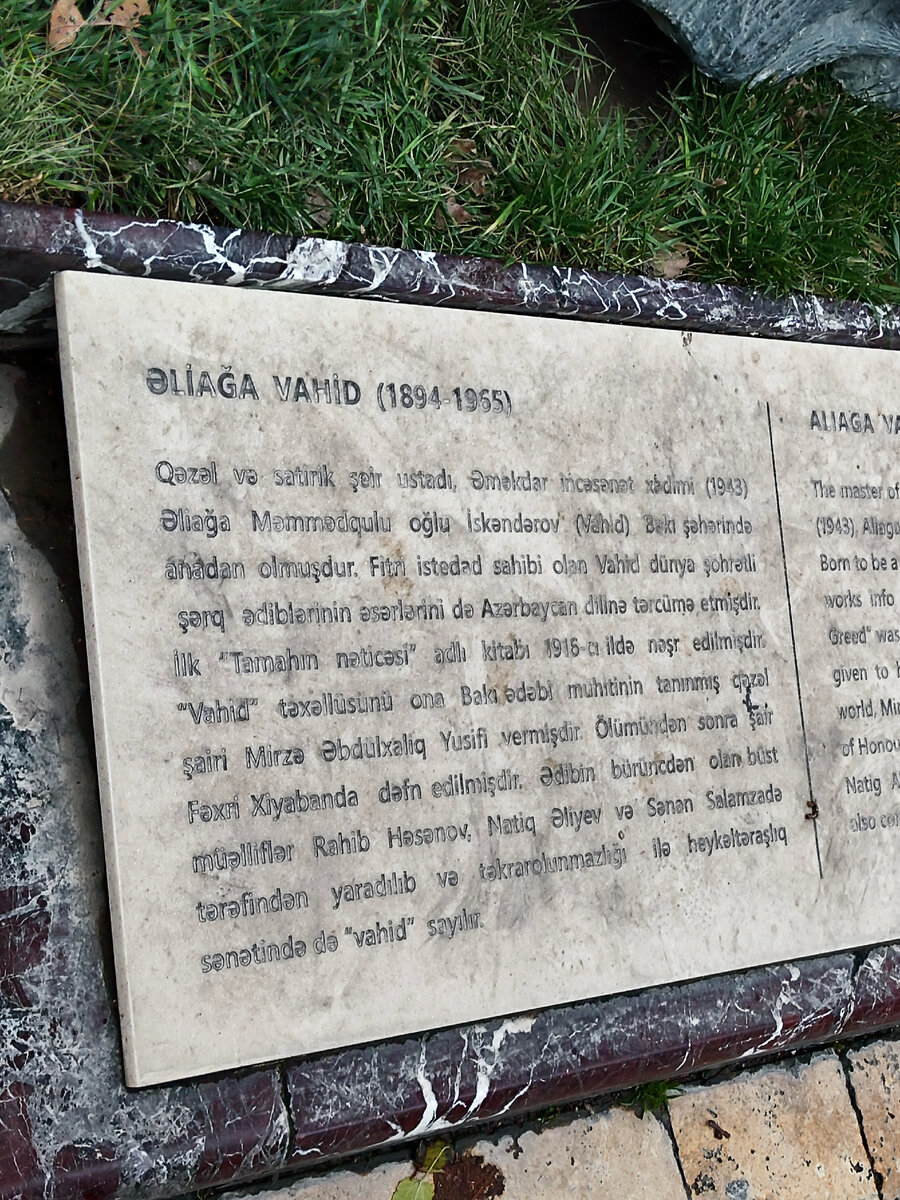 ƏLİAĞA VAHİD (1894-1965)
Qəzəl və satirik şeir ustadı, Əməkdar incəsənət xadimi (1943)
Əliağa Məmmədqulu oğlu İskəndərov (Vahid) Bakı şəhərində
anadan olmuşdur. Fitri istedad sahibi olan Vahid dünya şöhrətli
şərq ədiblərinin əsərlərini də Azərbaycan dilinə tərcümə etmişdir.
İlk "Tamahın nəticəsi" adlı kitabı 1916-cı ildə nəşr edilmişdir.
"Vahid" təxəllüsünü ona Bakı ədəbi mühitinin tanınmış qəzəl
şairi Mirzə Əbdülxaliq Yusifi vermişdir. Ölümündən sonra şair
Fəxri Xiyabanda dəfn edilmişdir. Ədibin bürüncdən olan büst
müəlliflər Rahib Həsənov, Natiq Əliyev və Sənan Salamzadə
tərəfindən yaradılıb və təkrarolunmazlığı - ilə heykəltəraşlıq
sənətində də "vahid" sayılır.
ALIAGA
The master of
(1943),
Born to be a
works info
Greed" was
given to
world,
of
Natig
also